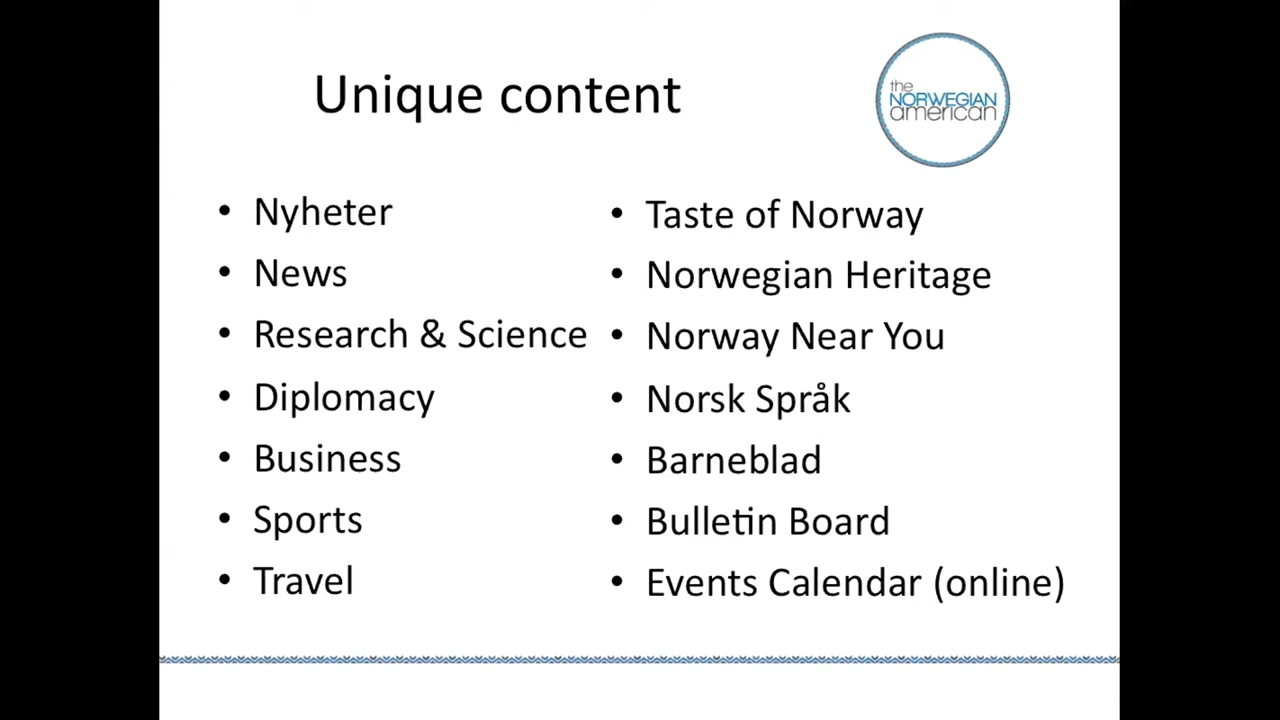 Unique content
the
NORWEGIAN
american
• Nyheter
• News
• Research & Science
• Diplomacy
• Business
• Sports
• Travel
• Taste of Norway
• Norwegian Heritage
• Norway Near You
• Norsk Språk
• Barneblad
• Bulletin Board
• Events Calendar (online)